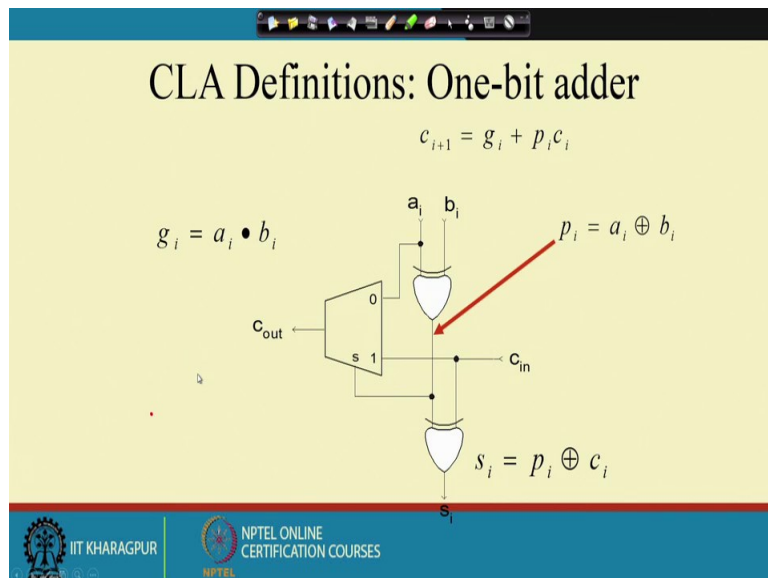 CLA Definitions: One-bit adder
c_{i+1} = g_i + p_i c_i
a_i b_i
g_i = a_i • b_i
p_i = a_i ⊕ b_i
0
c_out
s 1
c_in
s_i = p_i ⊕ c_i
s_i
IIT KHARAGPUR
NPTEL ONLINE
CERTIFICATION COURSES
NPTEL